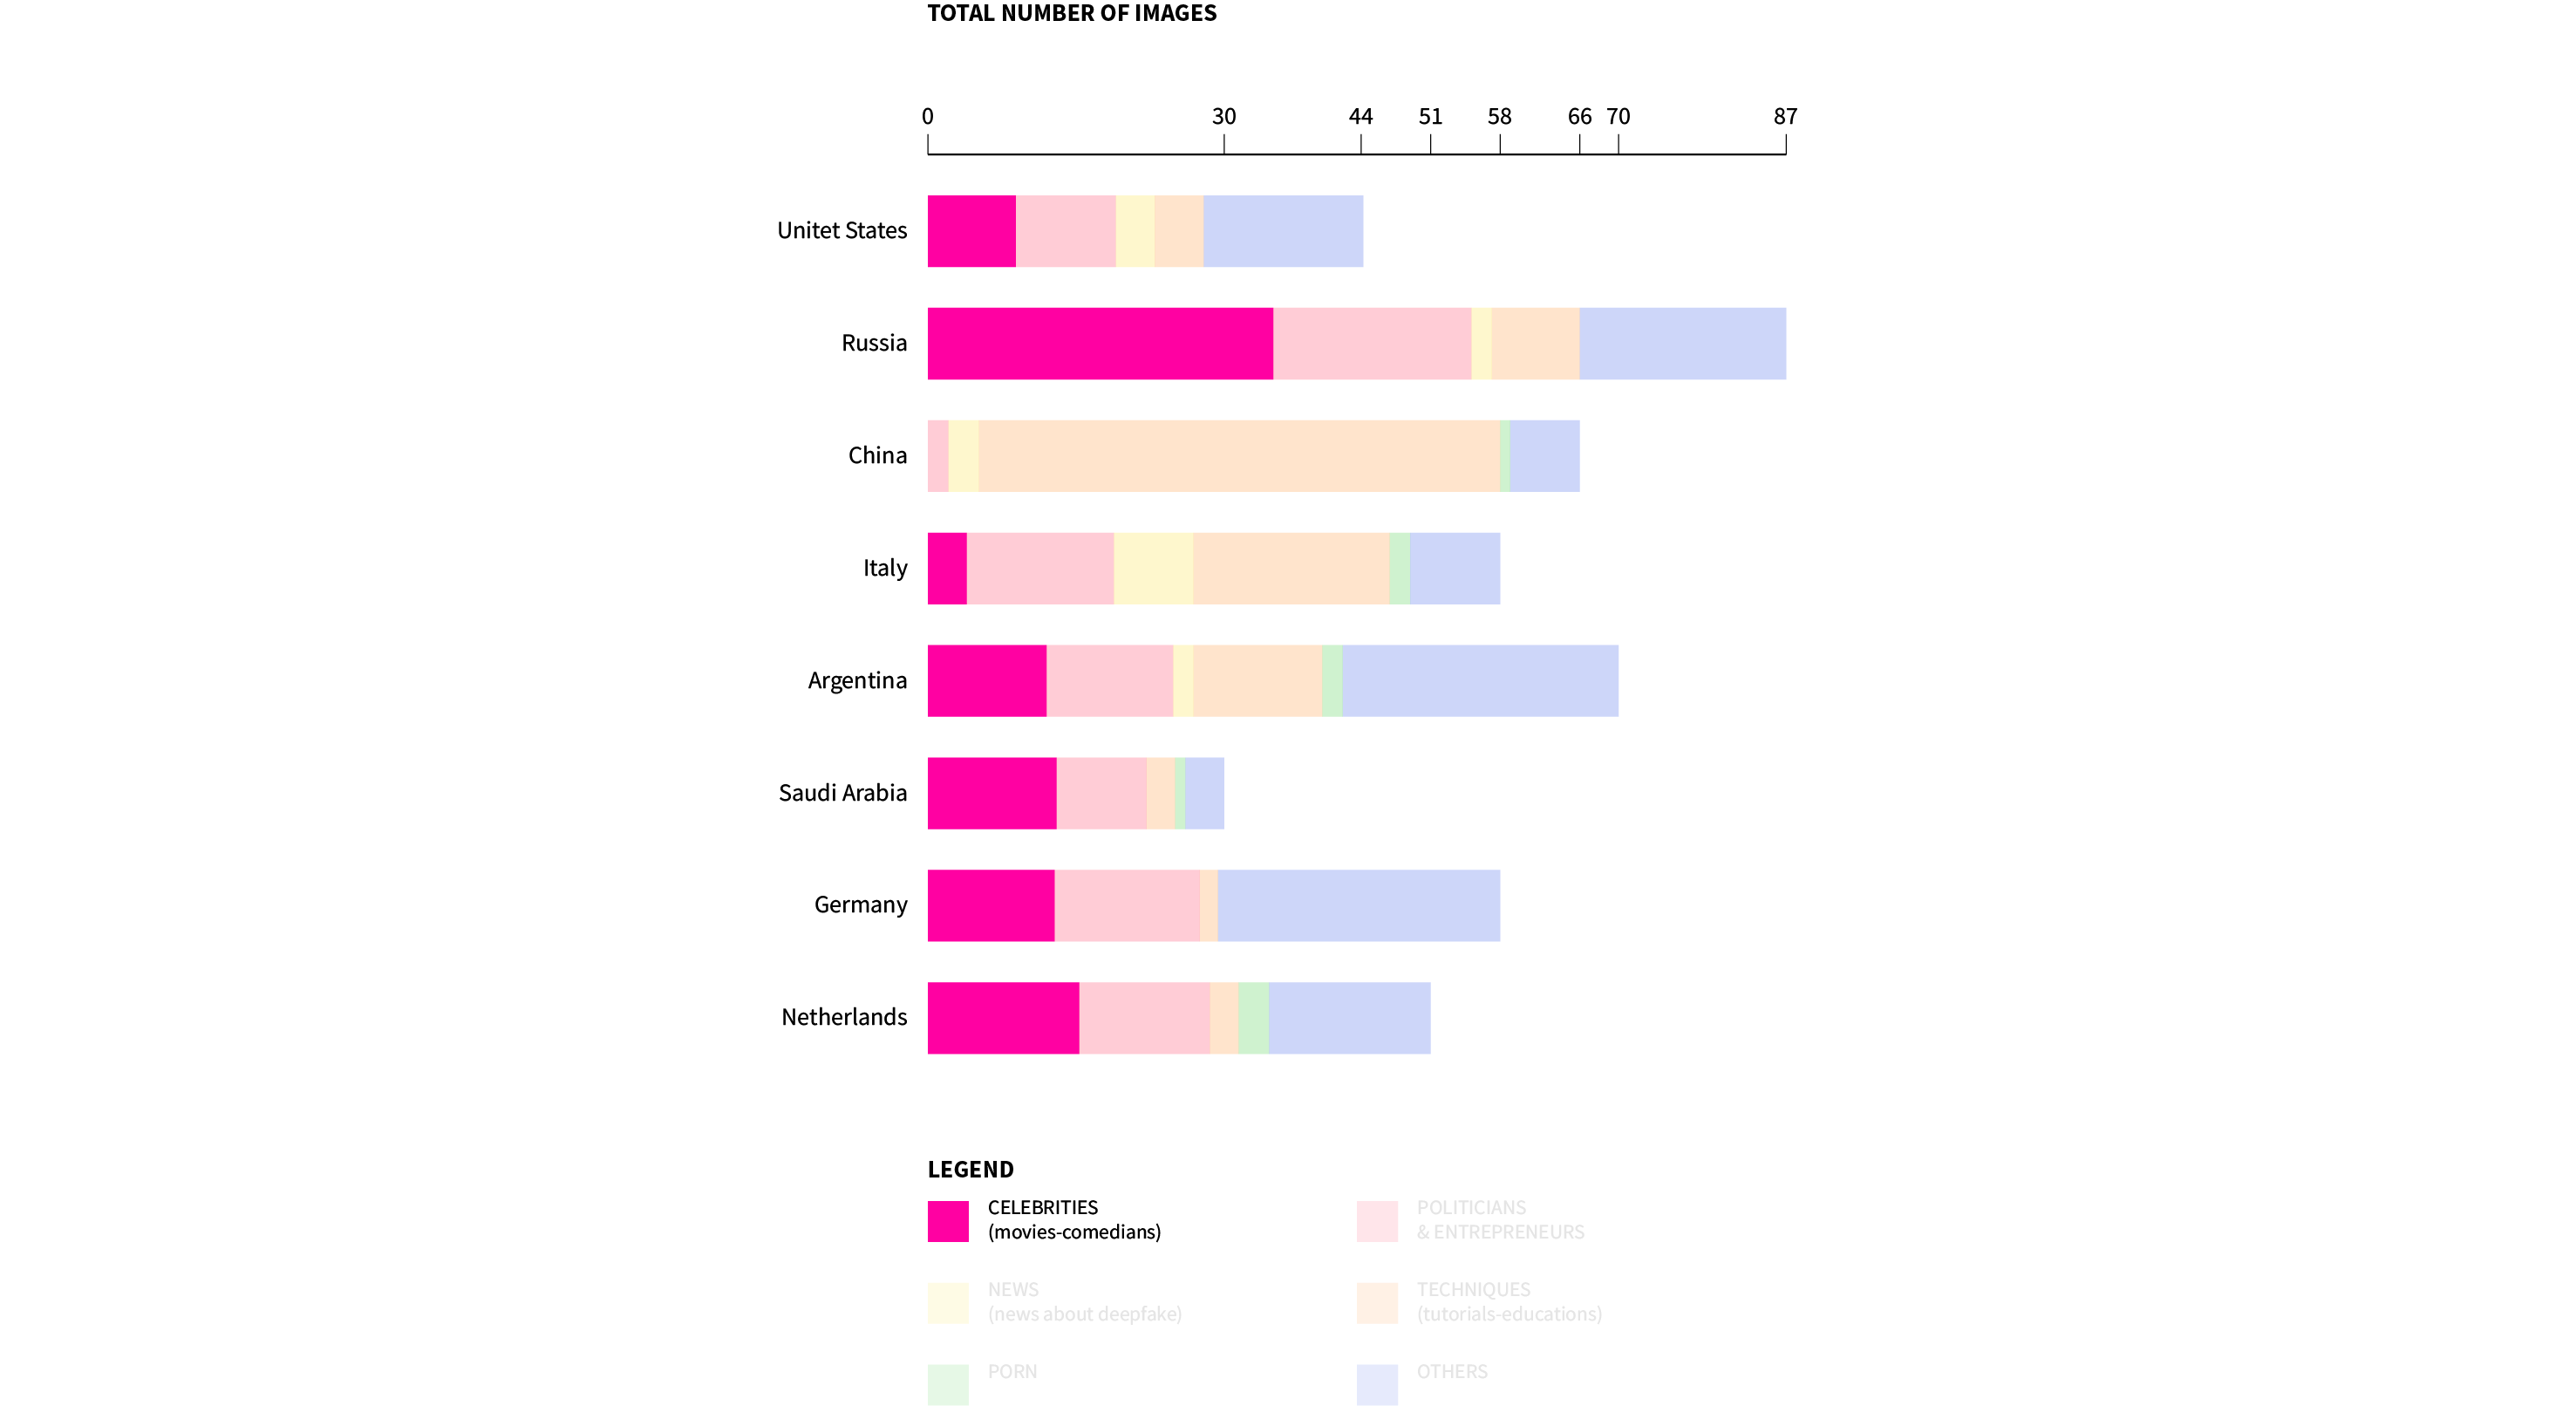 TOTAL NUMBER OF IMAGES
0 30 44 51 58 66 70 87
Unitet States
Russia
China
Italy
Argentina
Saudi Arabia
Germany
Netherlands
LEGEND
CELEBRITIES
(movies-comedians)
POLITICIANS
& ENTREPRENEURS
NEWS
(news about deepfake)
TECHNIQUES
(tutorials-educations)
PORN
OTHERS